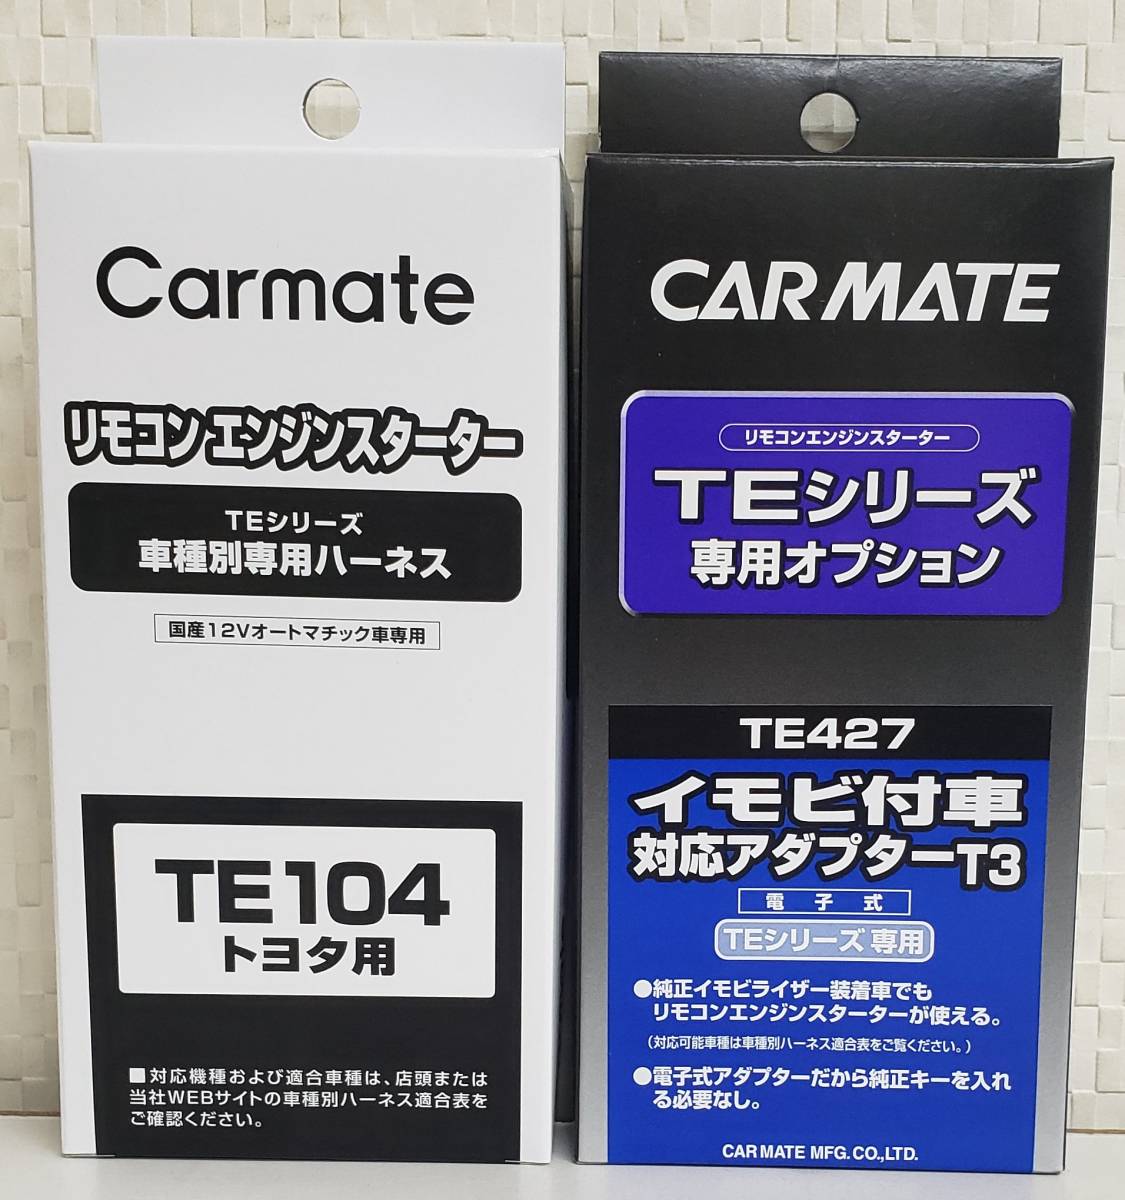 Carmate
リモコン エンジンスターター
TEシリーズ
車種別専用ハーネス
国産12Vオートマチック車専用
TE104
トヨタ用
■対応機種および適合車種は、店頭または
当社WEBサイトの車種別ハーネス適合表を
ご確認ください。
CARMATE
リモコンエンジンスターター
TEシリーズ
専用オプション
TE427
イモビ付車
対応アダプターT3
電子式
TEシリーズ 専用
●純正イモビライザー装着車でも
リモコンエンジンスターターが使える。
(対応可能車種は車種別ハーネス適合表をご覧ください。)
●電子式アダプターだから純正キーを入れ
る必要なし。
CAR MATE MFG. CO.,LTD.